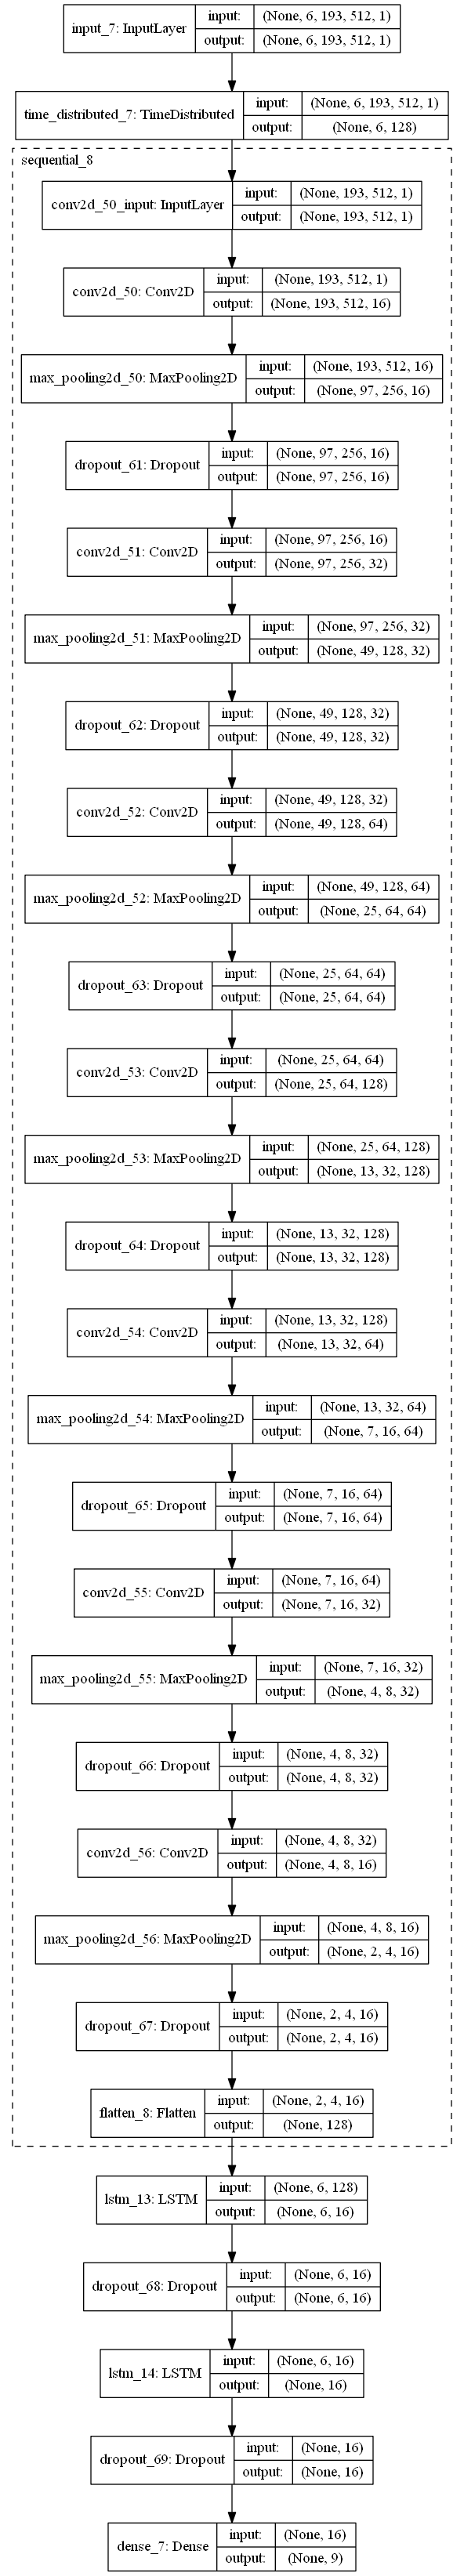 input_7: InputLayer
input: (None, 6, 193, 512, 1)
output: (None, 6, 193, 512, 1)
time_distributed_7: TimeDistributed
input: (None, 6, 193, 512, 1)
output: (None, 6, 128)
sequential_8
conv2d_50_input: InputLayer
input: (None, 193, 512, 1)
output: (None, 193, 512, 1)
conv2d_50: Conv2D
input: (None, 193, 512, 1)
output: (None, 193, 512, 16)
max_pooling2d_50: MaxPooling2D
input: (None, 193, 512, 16)
output: (None, 97, 256, 16)
dropout_61: Dropout
input: (None, 97, 256, 16)
output: (None, 97, 256, 16)
conv2d_51: Conv2D
input: (None, 97, 256, 16)
output: (None, 97, 256, 32)
max_pooling2d_51: MaxPooling2D
input: (None, 97, 256, 32)
output: (None, 49, 128, 32)
dropout_62: Dropout
input: (None, 49, 128, 32)
output: (None, 49, 128, 32)
conv2d_52: Conv2D
input: (None, 49, 128, 32)
output: (None, 49, 128, 64)
max_pooling2d_52: MaxPooling2D
input: (None, 49, 128, 64)
output: (None, 25, 64, 64)
dropout_63: Dropout
input: (None, 25, 64, 64)
output: (None, 25, 64, 64)
conv2d_53: Conv2D
input: (None, 25, 64, 64)
output: (None, 25, 64, 128)
max_pooling2d_53: MaxPooling2D
input: (None, 25, 64, 128)
output: (None, 13, 32, 128)
dropout_64: Dropout
input: (None, 13, 32, 128)
output: (None, 13, 32, 128)
conv2d_54: Conv2D
input: (None, 13, 32, 128)
output: (None, 13, 32, 64)
max_pooling2d_54: MaxPooling2D
input: (None, 13, 32, 64)
output: (None, 7, 16, 64)
dropout_65: Dropout
input: (None, 7, 16, 64)
output: (None, 7, 16, 64)
conv2d_55: Conv2D
input: (None, 7, 16, 64)
output: (None, 7, 16, 32)
max_pooling2d_55: MaxPooling2D
input: (None, 7, 16, 32)
output: (None, 4, 8, 32)
dropout_66: Dropout
input: (None, 4, 8, 32)
output: (None, 4, 8, 32)
conv2d_56: Conv2D
input: (None, 4, 8, 32)
output: (None, 4, 8, 16)
max_pooling2d_56: MaxPooling2D
input: (None, 4, 8, 16)
output: (None, 2, 4, 16)
dropout_67: Dropout
input: (None, 2, 4, 16)
output: (None, 2, 4, 16)
flatten_8: Flatten
input: (None, 2, 4, 16)
output: (None, 128)
lstm_13: LSTM
input: (None, 6, 128)
output: (None, 6, 16)
dropout_68: Dropout
input: (None, 6, 16)
output: (None, 6, 16)
lstm_14: LSTM
input: (None, 6, 16)
output: (None, 16)
dropout_69: Dropout
input: (None, 16)
output: (None, 16)
dense_7: Dense
input: (None, 16)
output: (None, 9)